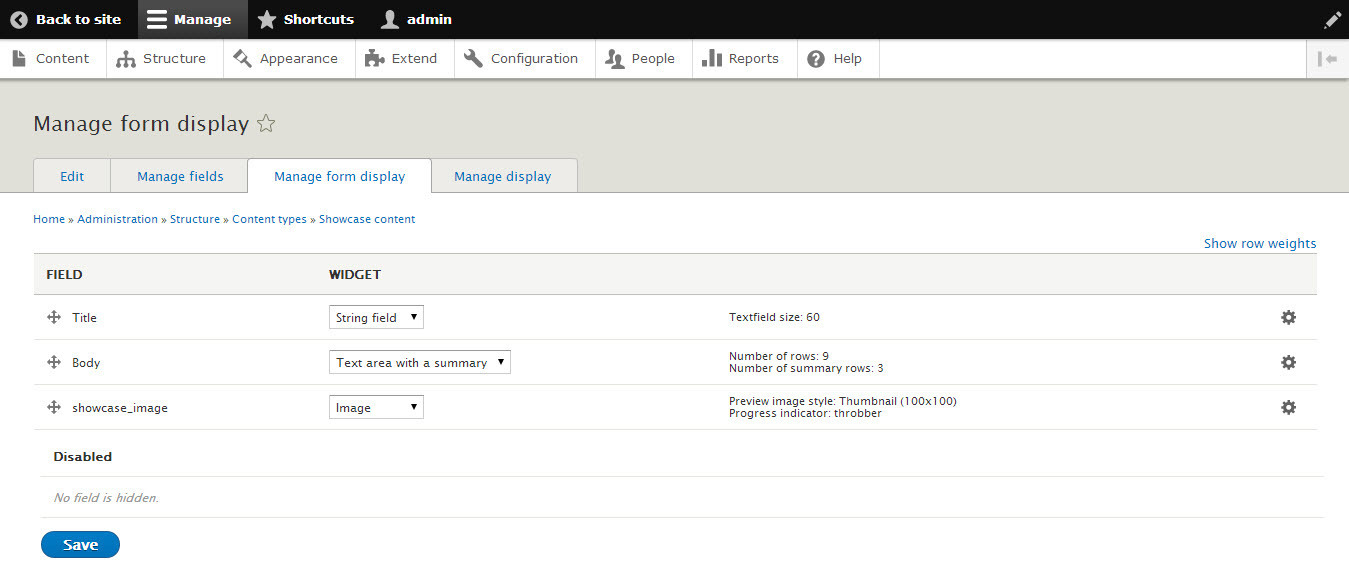 Back to site Manage Shortcuts admin
Content Structure Appearance Extend Configuration People Reports Help
Manage form display
Edit Manage fields Manage form display Manage display
Home » Administration » Structure » Content types » Showcase content
Show row weights
FIELD WIDGET
Title String field Textfield size: 60
Body Text area with a summary Number of rows: 9
Number of summary rows: 3
showcase_image Image Preview image style: Thumbnail (100x100)
Progress indicator: throbber
Disabled
No field is hidden.
Save